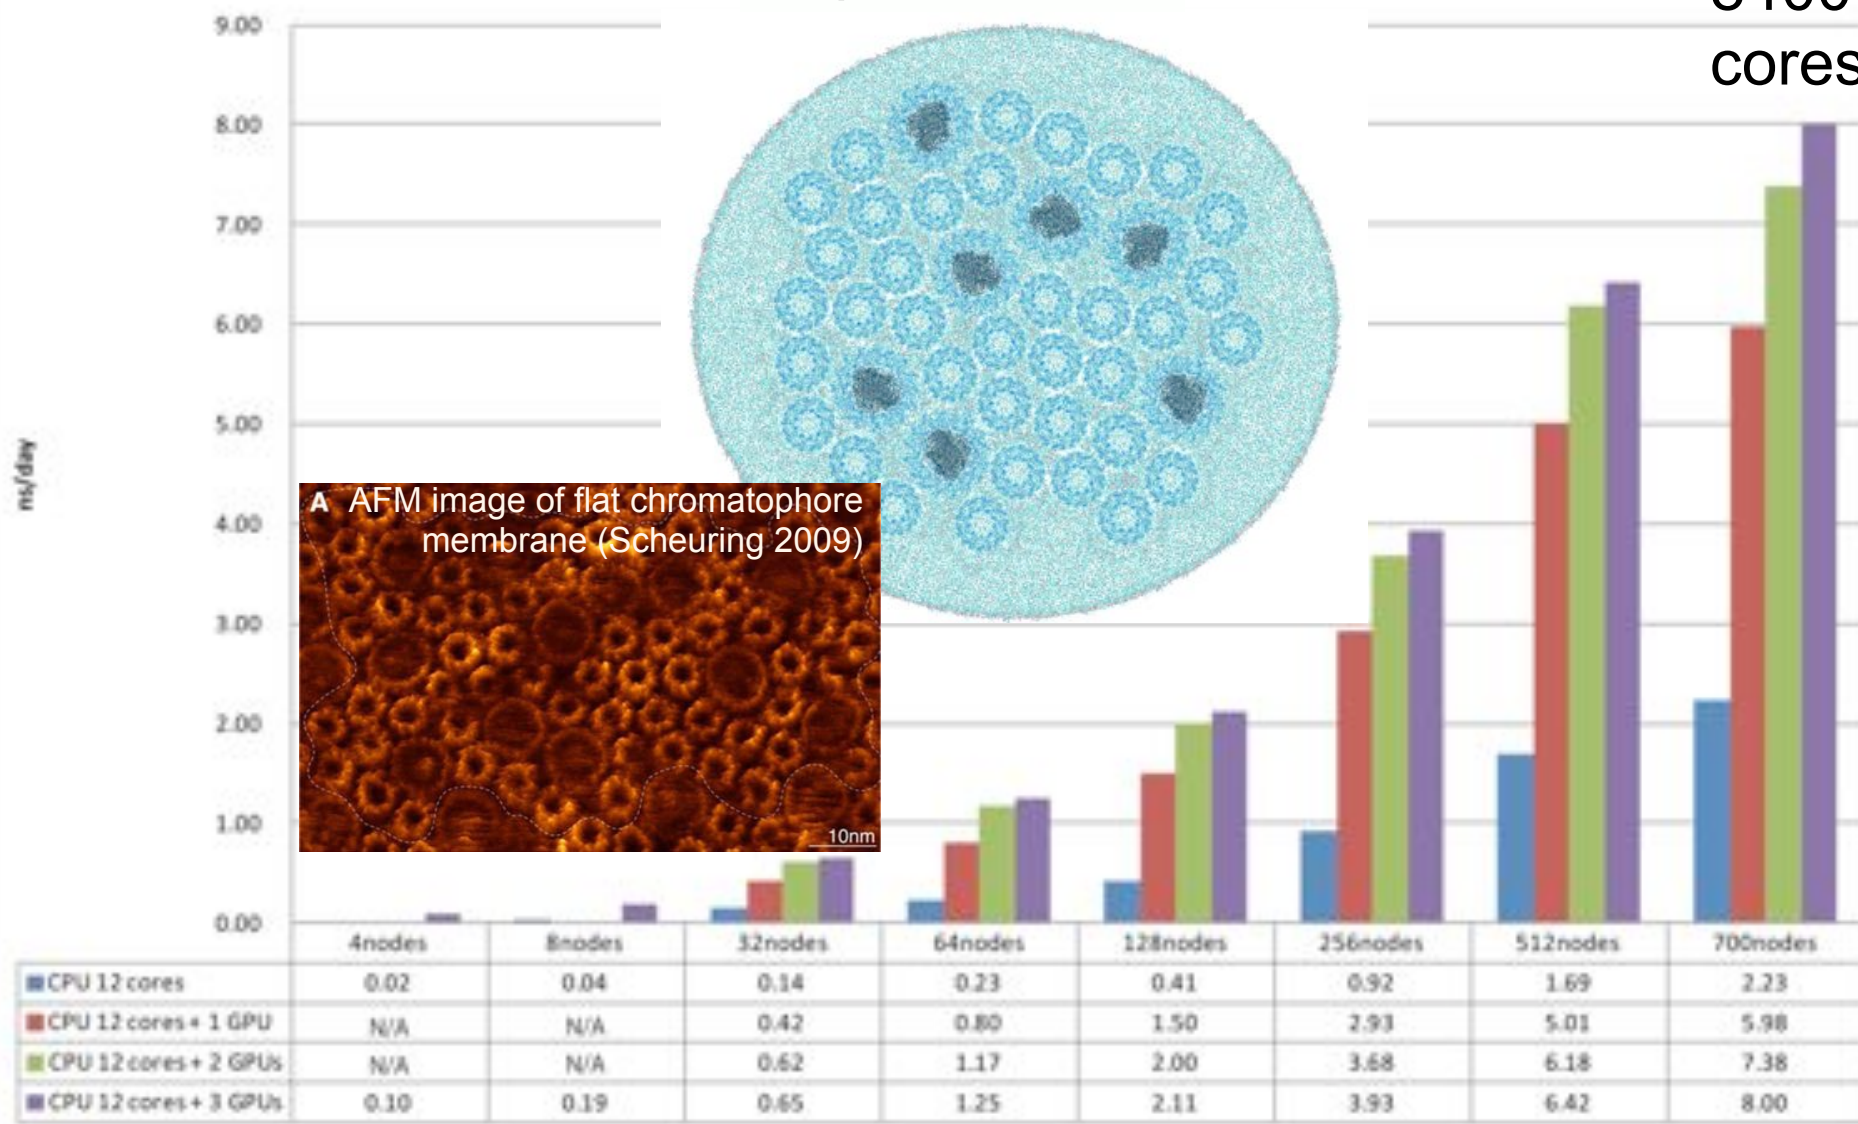 cores
9.00
8.00
7.00
6.00
5.00
4.00
3.00
2.00
1.00
0.00
ns/day
A AFM image of flat chromatophore
membrane (Scheuring 2009)
10nm
4nodes 8nodes 32nodes 64nodes 128nodes 256nodes 512nodes 700nodes
CPU 12 cores 0.02 0.04 0.14 0.23 0.41 0.92 1.69 2.23
CPU 12 cores + 1 GPU N/A N/A 0.42 0.80 1.50 2.93 5.01 5.98
CPU 12 cores + 2 GPUs N/A N/A 0.62 1.17 2.00 3.68 6.18 7.38
CPU 12 cores + 3 GPUs 0.10 0.19 0.65 1.25 2.11 3.93 6.42 8.00